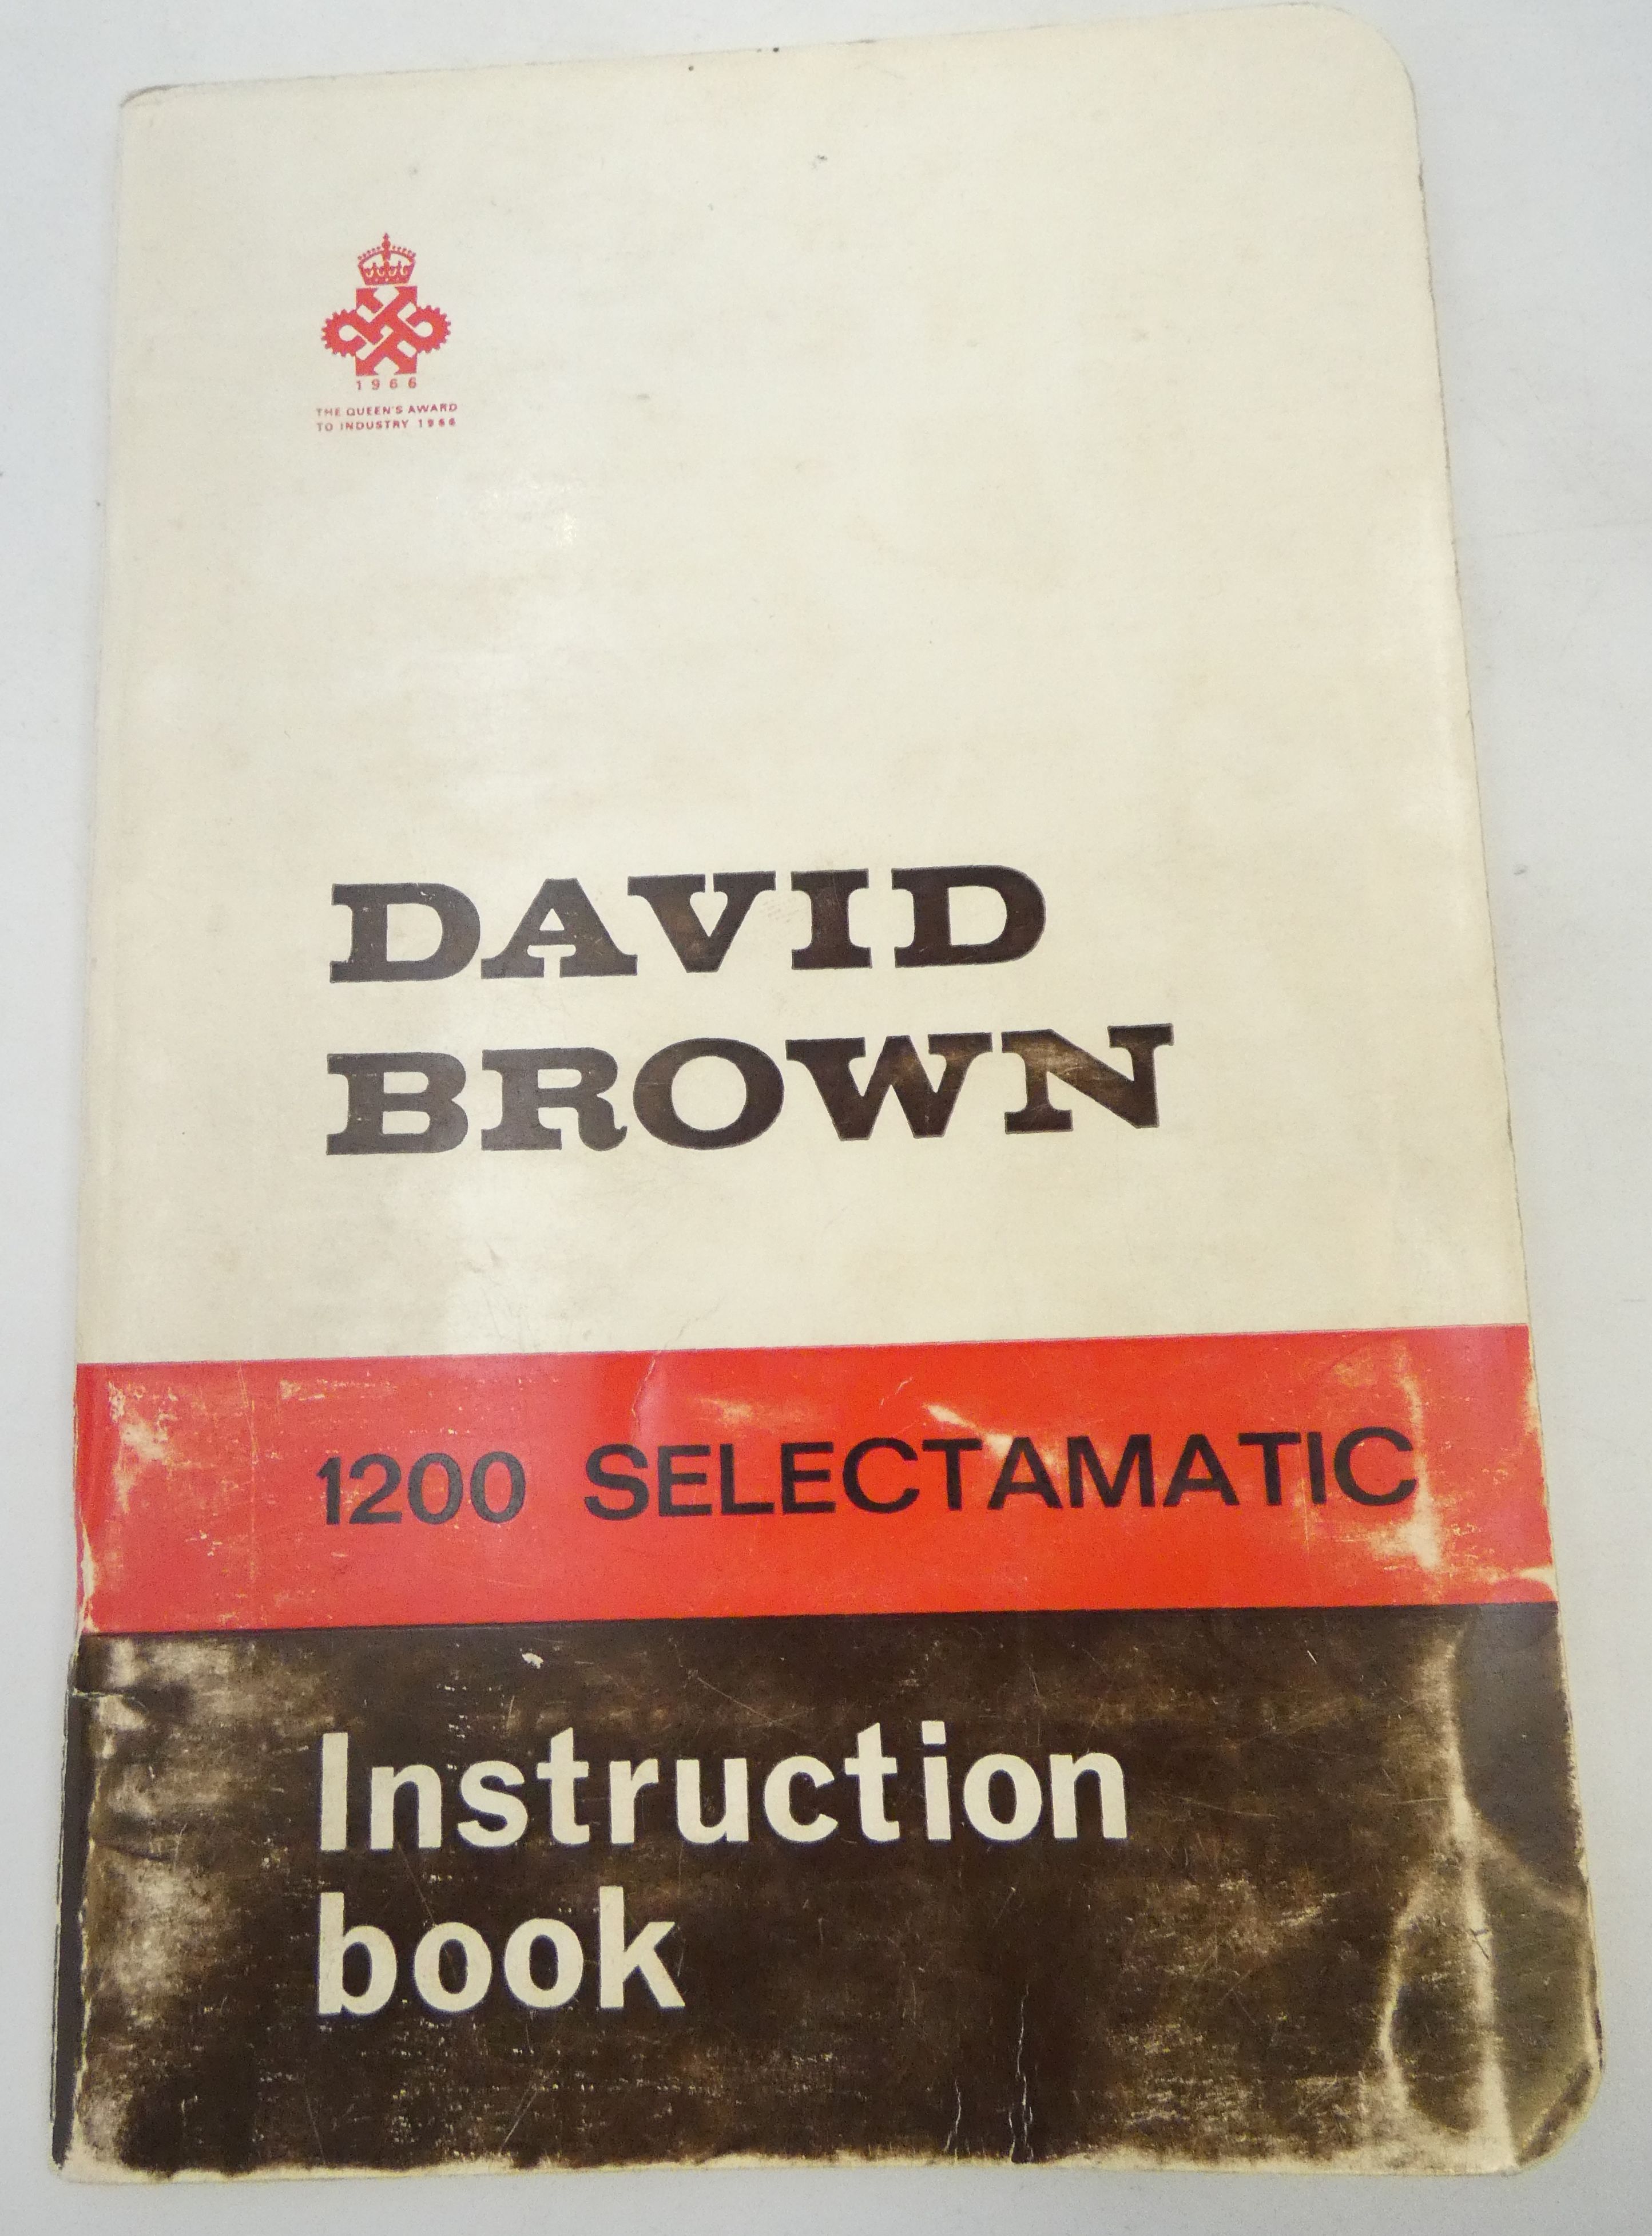 1966
THE QUEEN'S AWARD
TO INDUSTRY 1966
DAVID
BROWN
1200 SELECTAMATIC
Instruction
book